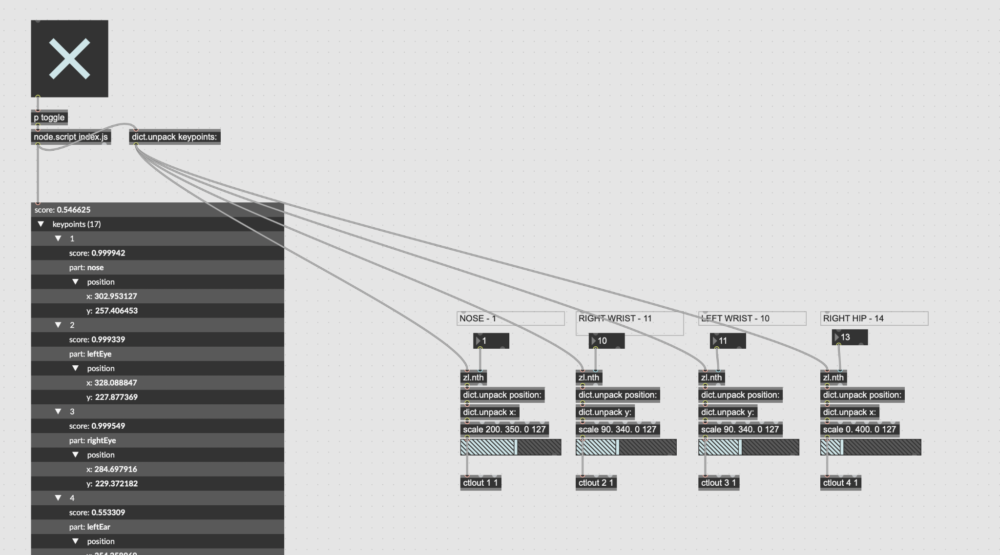 p toggle
node.script index.js
dict.unpack keypoints:
score: 0.546625
keypoints (17)
1
score: 0.999942
part: nose
position
x: 302.953127
y: 257.406453
2
score: 0.999339
part: leftEye
position
x: 328.088847
y: 227.877369
3
score: 0.999549
part: rightEye
position
x: 284.697916
y: 229.372182
4
score: 0.553309
part: leftEar
position
NOSE - 1
1
zl.nth
dict.unpack position:
dict.unpack x:
scale 200. 350. 0 127
ctlout 1 1
RIGHT WRIST - 11
10
zl.nth
dict.unpack position:
dict.unpack y:
scale 90. 340. 0 127
ctlout 2 1
LEFT WRIST - 10
11
zl.nth
dict.unpack position:
dict.unpack y:
scale 90. 340. 0 127
ctlout 3 1
RIGHT HIP - 14
13
zl.nth
dict.unpack position:
dict.unpack x:
scale 0. 400. 0 127
ctlout 4 1